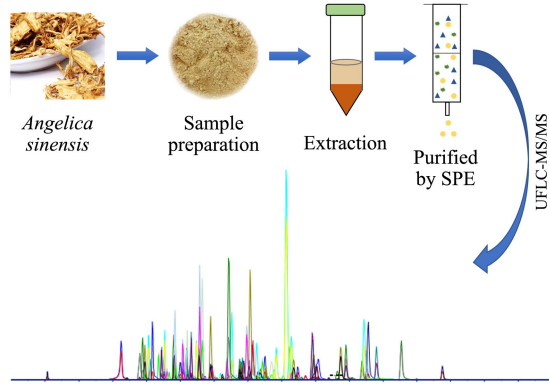 Angelica
sinensis
Sample
preparation
Extraction
Purified
by SPE
UFLC-MS/MS